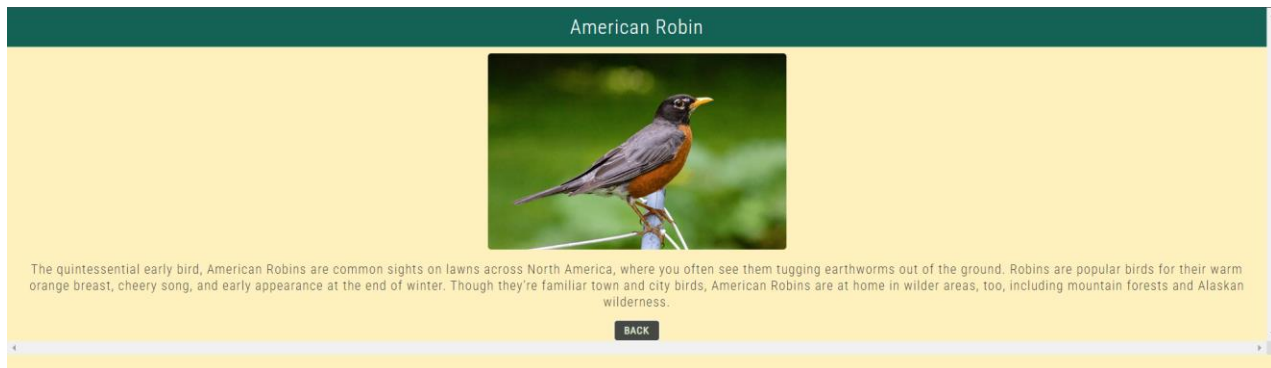 American Robin
The quintessential early bird, American Robins are common sights on lawns across North America, where you often see them tugging earthworms out of the ground. Robins are popular birds for their warm
orange breast, cheery song, and early appearance at the end of winter. Though they're familiar town and city birds, American Robins are at home in wilder areas, too, including mountain forests and Alaskan
wilderness.
BACK